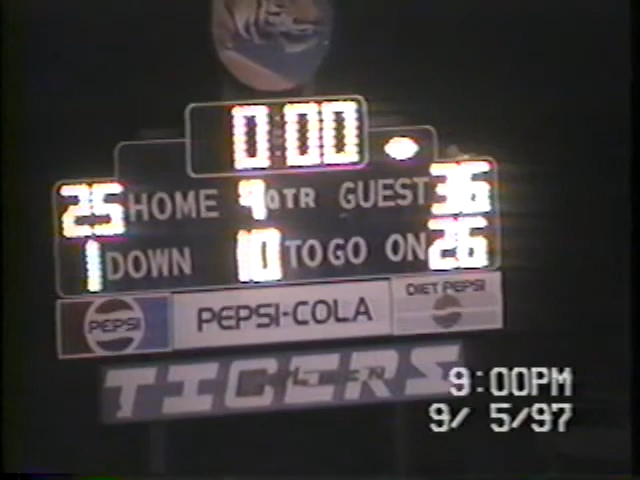 0:00
25 HOME 4 QTR GUEST 36
1 DOWN 10 TO GO ON 26
PEPSI PEPSI-COLA DIET PEPSI
TIGERS
9:00PM
9/ 5/97